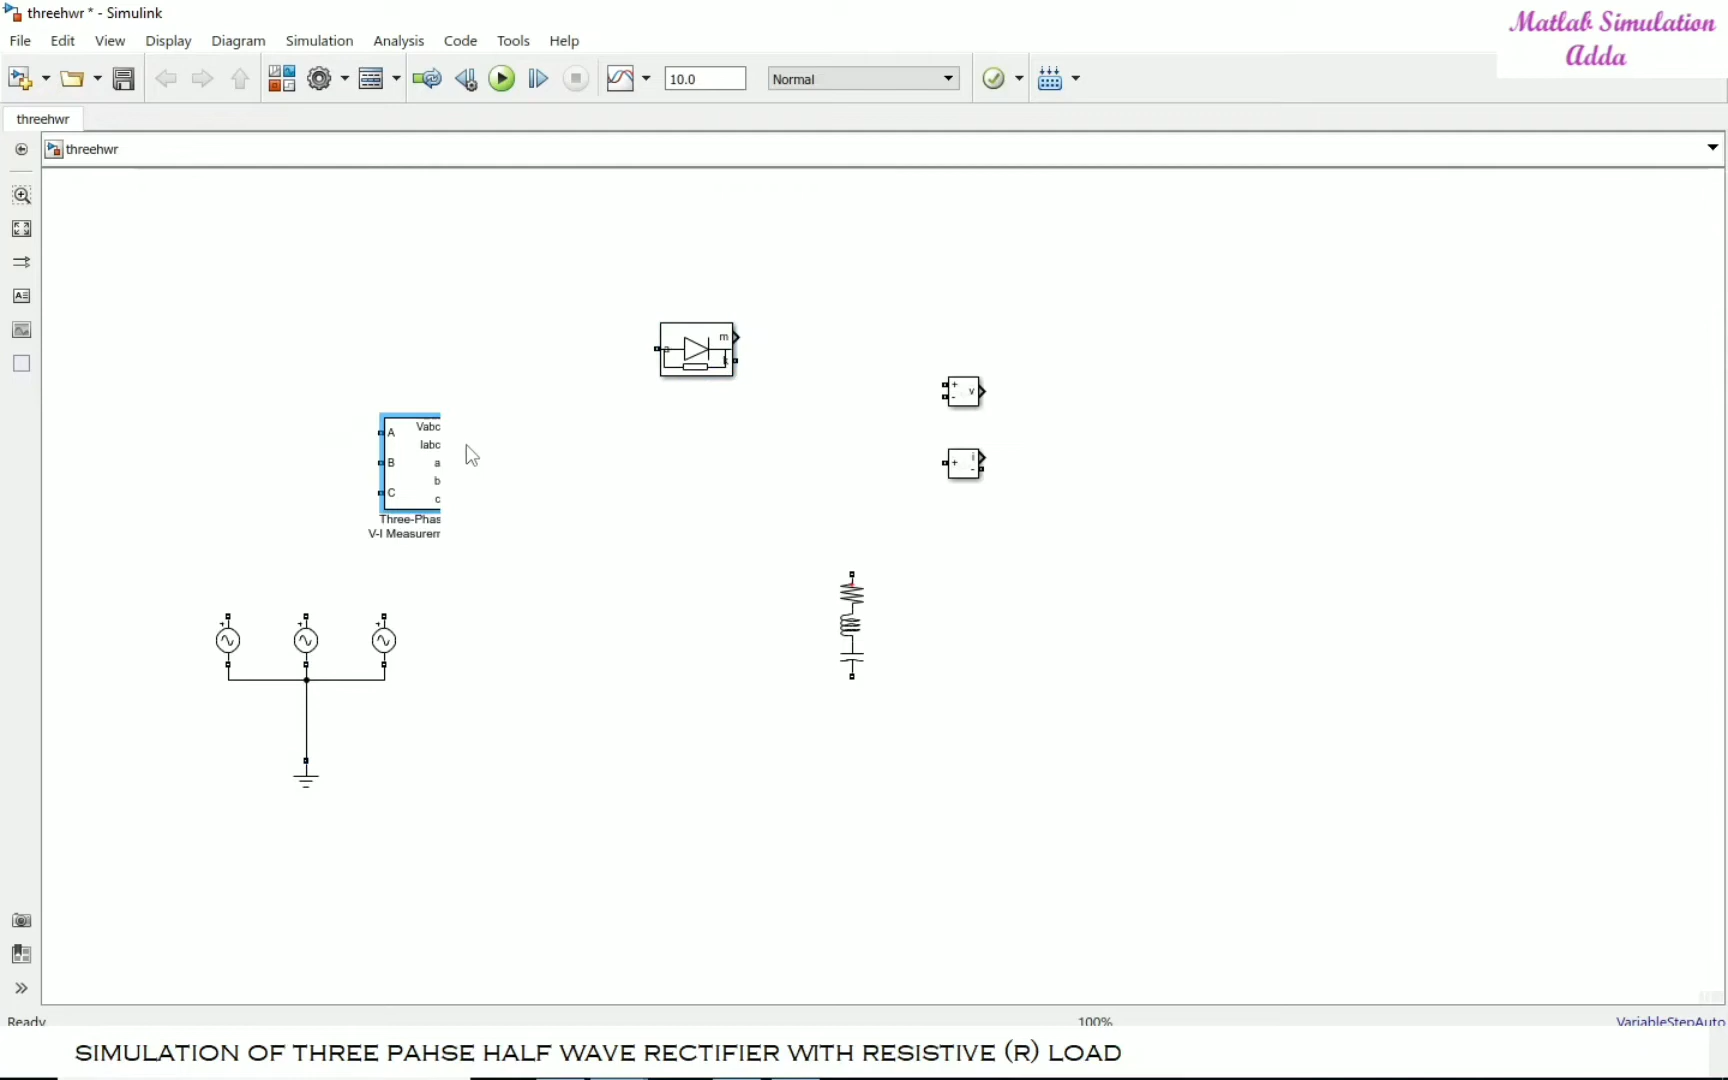 threehwr * - Simulink
Matlab Simulation
Adda
File Edit View Display Diagram Simulation Analysis Code Tools Help
10.0
Normal
threehwr
threehwr
m
a
k
+ v
-
Vabc
A
Iabc
B a
b
C c
Three-Phas
V-I Measurem
i
+
-
+ + +
Ready
100%
VariableStepAuto
SIMULATION OF THREE PAHSE HALF WAVE RECTIFIER WITH RESISTIVE (R) LOAD